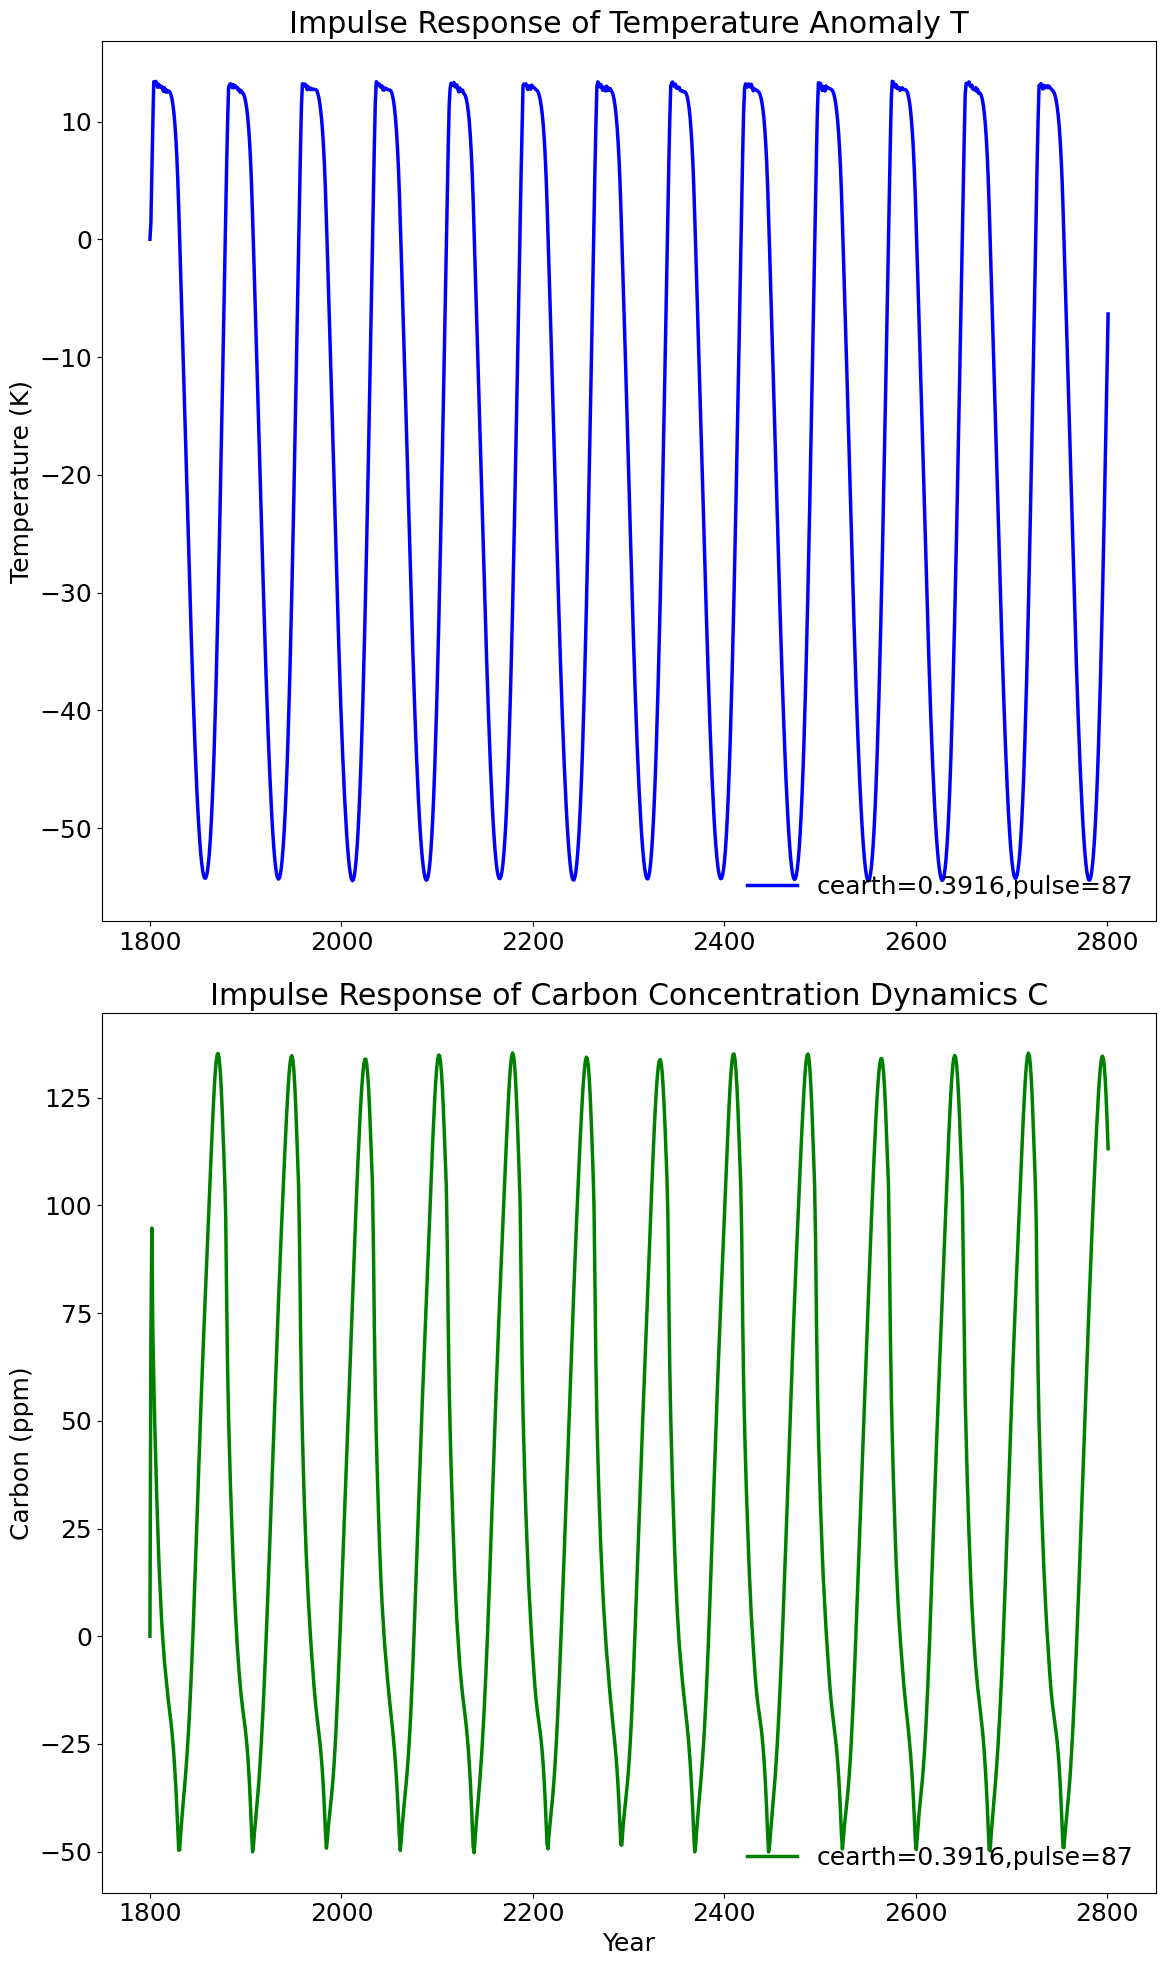 Impulse Response of Temperature Anomaly T
Temperature (K)
10
0
−10
−20
−30
−40
−50
cearth=0.3916,pulse=87
1800 2000 2200 2400 2600 2800
Impulse Response of Carbon Concentration Dynamics C
Carbon (ppm)
125
100
75
50
25
0
−25
−50
cearth=0.3916,pulse=87
1800 2000 2200 2400 2600 2800
Year